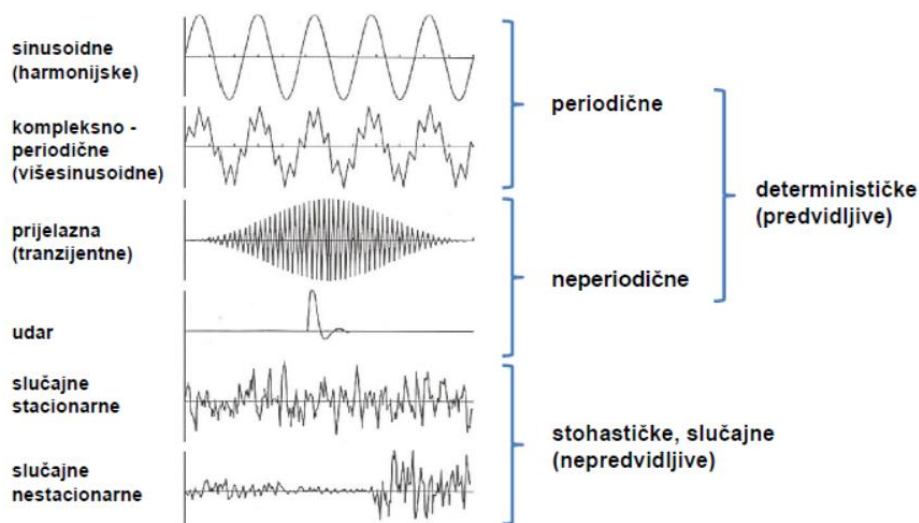 sinusoidne
(harmonijske)
kompleksno -
periodične
(višesinusoidne)
prijelazna
(tranzijentne)
udar
slučajne
stacionarne
slučajne
nestacionarne
periodične
neperiodične
stohastičke, slučajne
(nepredvidljive)
determinističke
(predvidljive)